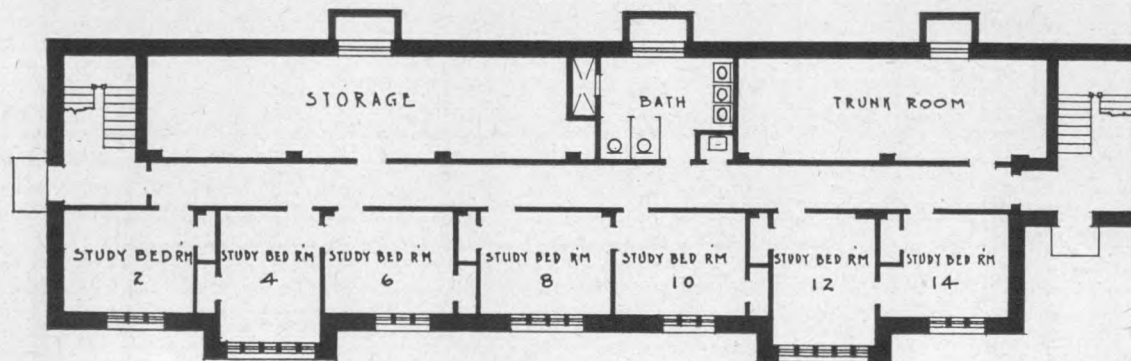 STORAGE
BATH
TRUNK ROOM
STUDY BED RM
2
STUDY BED RM
4
STUDY BED RM
6
STUDY BED RM
8
STUDY BED RM
10
STUDY BED RM
12
STUDY BED RM
14